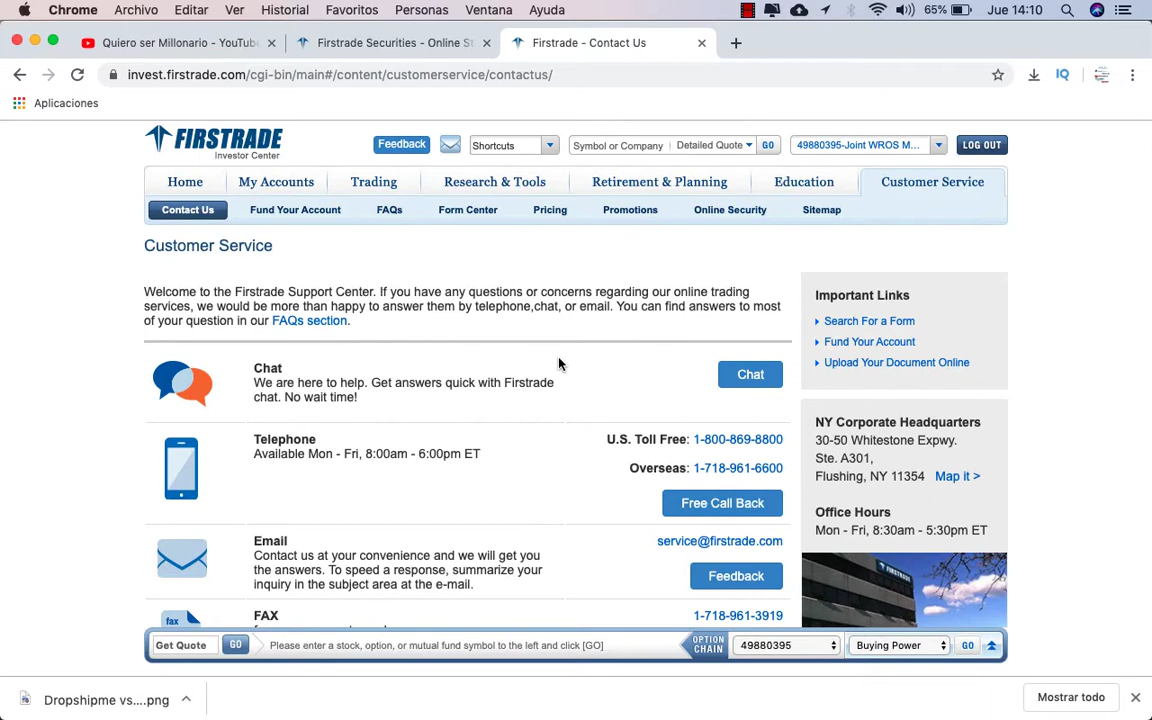 Chrome Archivo Editar Ver Historial Favoritos Personas Ventana Ayuda 65% Jue 14:10
Quiero ser Millonario - YouTube Firstrade Securities - Online St Firstrade - Contact Us
invest.firstrade.com/cgi-bin/main#/content/customerservice/contactus/ IQ
Aplicaciones
FIRSTRADE
Investor Center
Feedback Shortcuts Symbol or Company Detailed Quote GO 49880395-Joint WROS M... LOG OUT
Home My Accounts Trading Research & Tools Retirement & Planning Education Customer Service
Contact Us Fund Your Account FAQs Form Center Pricing Promotions Online Security Sitemap
Customer Service
Welcome to the Firstrade Support Center. If you have any questions or concerns regarding our online trading
services, we would be more than happy to answer them by telephone,chat, or email. You can find answers to most
of your question in our FAQs section.
Chat
We are here to help. Get answers quick with Firstrade
chat. No wait time!
Chat
Telephone
Available Mon - Fri, 8:00am - 6:00pm ET
U.S. Toll Free: 1-800-869-8800
Overseas: 1-718-961-6600
Free Call Back
Email
Contact us at your convenience and we will get you
the answers. To speed a response, summarize your
inquiry in the subject area at the e-mail.
service@firstrade.com
Feedback
fax
FAX
1-718-961-3919
Important Links
Search For a Form
Fund Your Account
Upload Your Document Online
NY Corporate Headquarters
30-50 Whitestone Expwy.
Ste. A301,
Flushing, NY 11354 Map it >
Office Hours
Mon - Fri, 8:30am - 5:30pm ET
FIRSTRADE
Get Quote GO Please enter a stock, option, or mutual fund symbol to the left and click [GO] OPTION
CHAIN 49880395 Buying Power GO
Dropshipme vs....png Mostrar todo